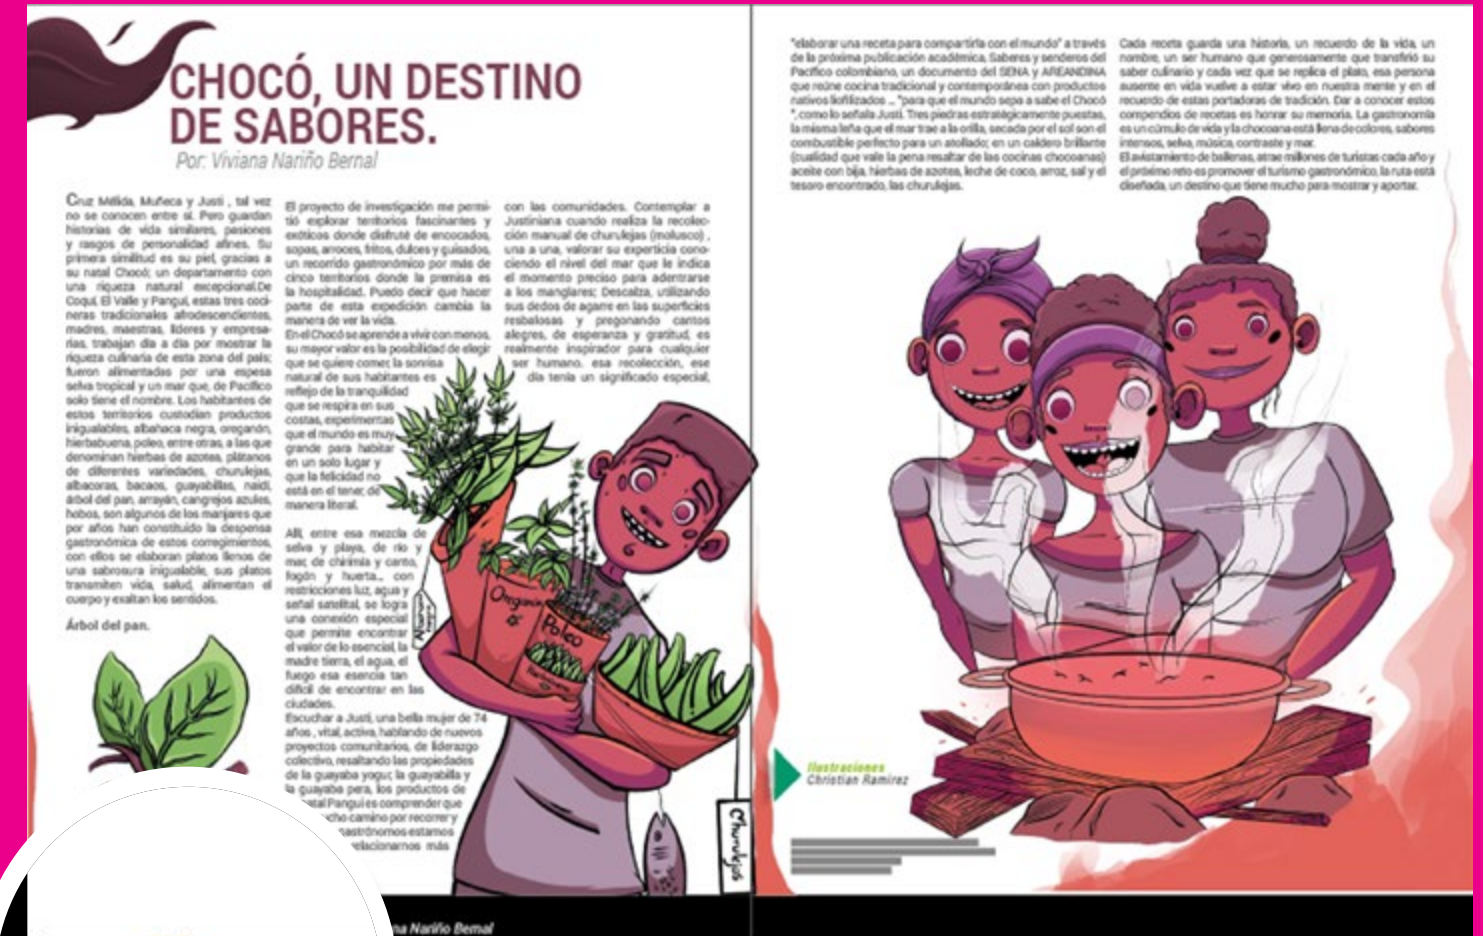 CHOCÓ, UN DESTINO
DE SABORES.
Por: Viviana Nariño Bernal
Cruz Mélida, Muñeca y Justi , tal vez
no se conocen entre sí. Pero guardan
historias de vida similares, pasiones
y rasgos de personalidad afines. Su
primera similitud es su piel, gracias a
su natal Chocó; un departamento con
una riqueza natural excepcional.De
Coquí, El Valle y Panguí, estas tres coci-
neras tradicionales afrodescendientes,
madres, maestras, líderes y empresa-
rias, trabajan día a día por mostrar la
riqueza culinaria de esta zona del país;
fueron alimentadas por una espesa
selva tropical y un mar que, de Pacífico
solo tiene el nombre. Los habitantes de
estos territorios custodian productos
inigualables, albahaca negra, oreganón,
hierbabuena, poleo, entre otras, a las que
denominan hierbas de azotea, plátanos
de diferentes variedades, churulejas,
albacoras, bacaos, guayabillas, naidí,
árbol del pan, arrayán, cangrejos azules,
hobos, son algunos de los manjares que
por años han constituido la despensa
gastronómica de estos corregimientos,
con ellos se elaboran platos llenos de
una sabrosura inigualable, sus platos
transmiten vida, salud, alimentan el
cuerpo y exaltan los sentidos.
Árbol del pan.
El proyecto de investigación me permi-
tió explorar territorios fascinantes y
exóticos donde disfruté de encocados,
sopas, arroces, fritos, dulces y guisados,
un recorrido gastronómico por más de
cinco territorios donde la premisa es
la hospitalidad. Puedo decir que hacer
parte de esta expedición cambia la
manera de ver la vida.
En el Chocó se aprende a vivir con menos,
su mayor valor es la posibilidad de elegir
que se quiere comer, la sonrisa
natural de sus habitantes es
reflejo de la tranquilidad
que se respira en sus
costas, experimentas
que el mundo es muy
grande para habitar
en un solo lugar y
que la felicidad no
está en el tener, de
manera literal.
Allí, entre esa mezcla de
selva y playa, de río y
mar, de chirimía y canto,
fogón y huerta... con
restricciones luz, agua y
señal satelital, se logra
una conexión especial
que permite encontrar
el valor de lo esencial, la
madre tierra, el agua, el
fuego esa esencia tan
difícil de encontrar en las
ciudades.
Escuchar a Justi, una bella mujer de 74
años , vital, activa, hablando de nuevos
proyectos comunitarios, de liderazgo
colectivo, resaltando las propiedades
de la guayaba yogur, la guayabilla y
la guayaba pera, los productos de
natal Panguí es comprender que
camino por recorrer y
gastrónomos estamos
relacionarnos más
con las comunidades. Contemplar a
Justiniana cuando realiza la recolec-
ción manual de churulejas (molusco) ,
una a una, valorar su experticia cono-
ciendo el nivel del mar que le indica
el momento preciso para adentrarse
a los manglares; Descalza, utilizando
sus dedos de agarre en las superficies
resbalosas y pregonando cantos
alegres, de esperanza y gratitud, es
realmente inspirador para cualquier
ser humano. esa recolección, ese
día tenía un significado especial,
Oreganón
Poleo
Churulejas
na Nariño Bernal
"elaborar una receta para compartirla con el mundo" a través
de la próxima publicación académica, Saberes y senderos del
Pacífico colombiano, un documento del SENA y AREANDINA
que reúne cocina tradicional y contemporánea con productos
nativos liofilizados ... "para que el mundo sepa a sabe el Chocó
", como lo señala Justi. Tres piedras estratégicamente puestas,
la misma leña que el mar trae a la orilla, secada por el sol son el
combustible perfecto para un atollado; en un caldero brillante
(cualidad que vale la pena resaltar de las cocinas chocoanas)
aceite con bija, hierbas de azotea, leche de coco, arroz, sal y el
tesoro encontrado, las churulejas.
Cada receta guarda una historia, un recuerdo de la vida, un
nombre, un ser humano que generosamente que transfirió su
saber culinario y cada vez que se replica el plato, esa persona
ausente en vida vuelve a estar vivo en nuestra mente y en el
recuerdo de estas portadoras de tradición. Dar a conocer estos
compendios de recetas es honrar su memoria. La gastronomía
es un cúmulo de vida y la chocoana está llena de colores, sabores
intensos, selva, música, contraste y mar.
El avistamiento de ballenas, atrae millones de turistas cada año y
el próximo reto es promover el turismo gastronómico, la ruta está
diseñada, un destino que tiene mucho para mostrar y aportar.
Ilustraciones
Christian Ramirez